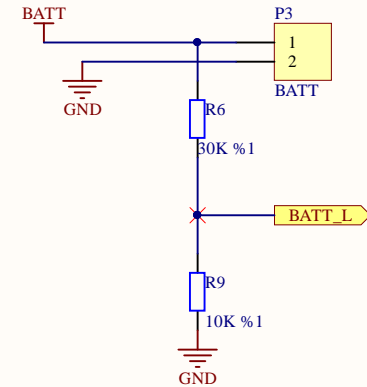 BATT
P3
1
2
GND
BATT
R6
30K %1
BATT_L
R9
10K %1
GND